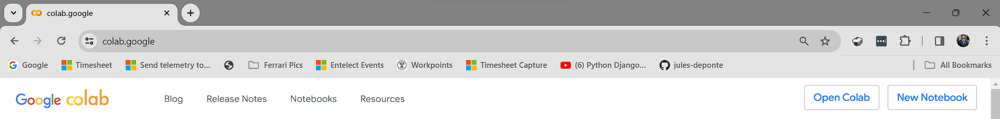 colab.google
colab.google
Google Timesheet Send telemetry to... Ferrari Pics Entelect Events Workpoints Timesheet Capture (6) Python Django... jules-deponte All Bookmarks
Google colab Blog Release Notes Notebooks Resources Open Colab New Notebook